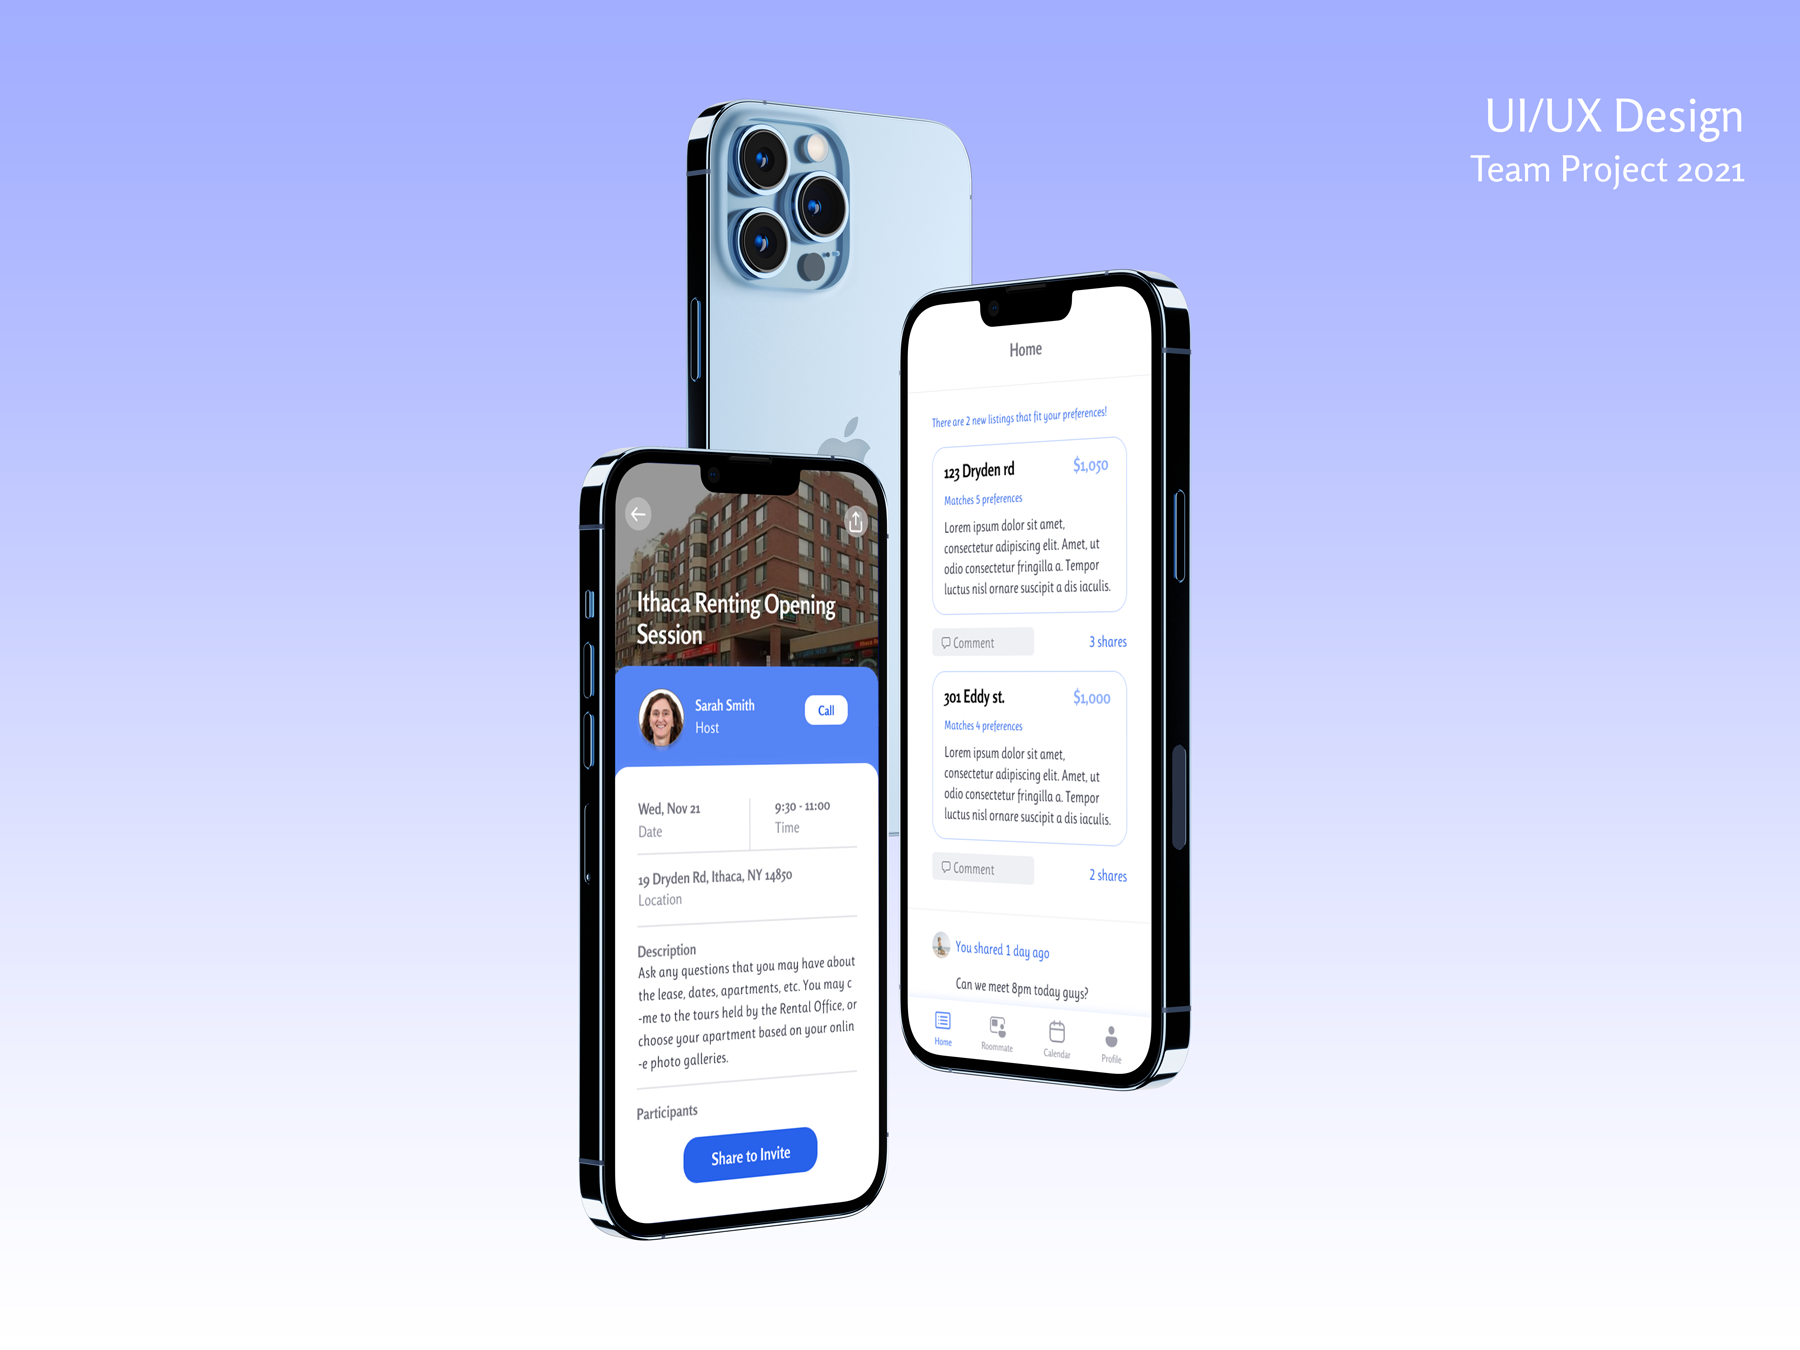 UI/UX Design
Team Project 2021
Home
There are 2 new listings that fit your preferences!
123 Dryden rd
$1,050
Matches 5 preferences
Lorem ipsum dolor sit amet,
consectetur adipiscing elit. Amet, ut
odio consectetur fringilla a. Tempor
luctus nisl ornare suscipit a dis iaculis.
Comment
3 shares
301 Eddy st.
$1,000
Matches 4 preferences
Lorem ipsum dolor sit amet,
consectetur adipiscing elit. Amet, ut
odio consectetur fringilla a. Tempor
luctus nisl ornare suscipit a dis iaculis.
Comment
2 shares
You shared 1 day ago
Can we meet 8pm today guys?
Home
Roommate
Calendar
Profile
Ithaca Renting Opening
Session
Sarah Smith
Host
Call
Wed, Nov 21
Date
9:30 - 11:00
Time
19 Dryden Rd, Ithaca, NY 14850
Location
Description
Ask any questions that you may have about
the lease, dates, apartments, etc. You may c
-me to the tours held by the Rental Office, or
choose your apartment based on your onlin
-e photo galleries.
Participants
Share to Invite